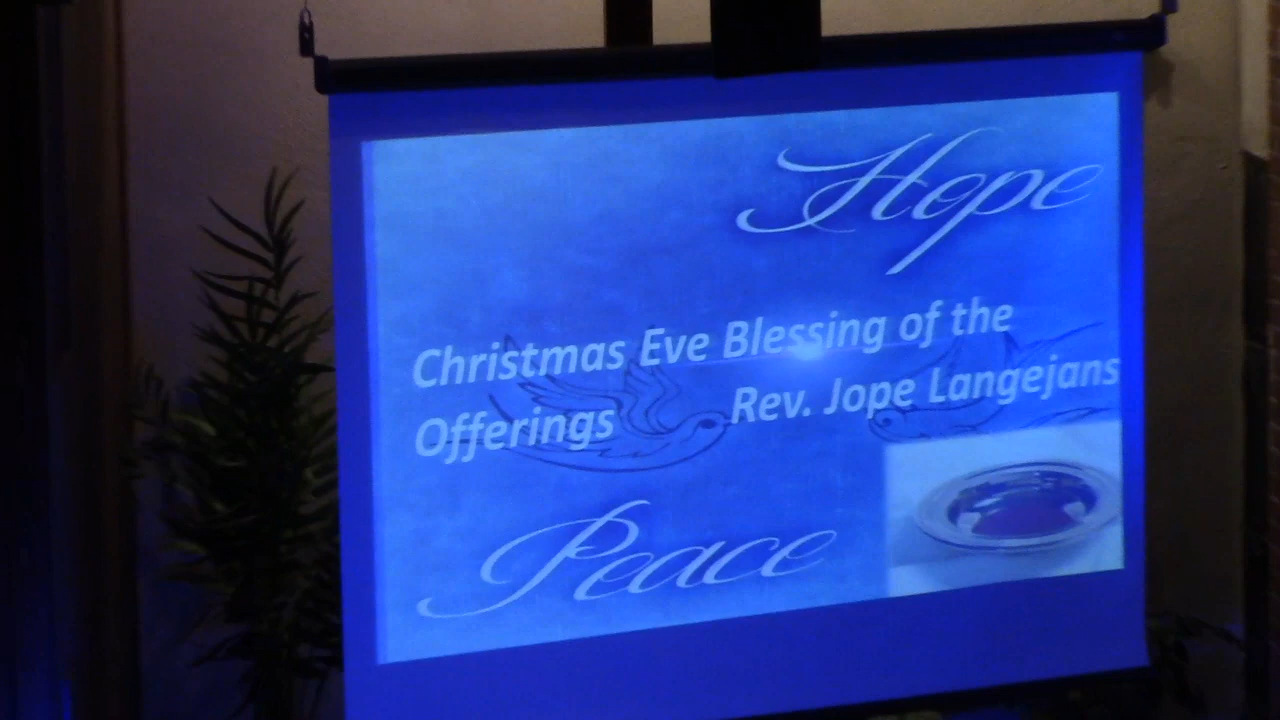 Hope
Christmas Eve Blessing of the
Offerings Rev. Jope Langejans
Peace